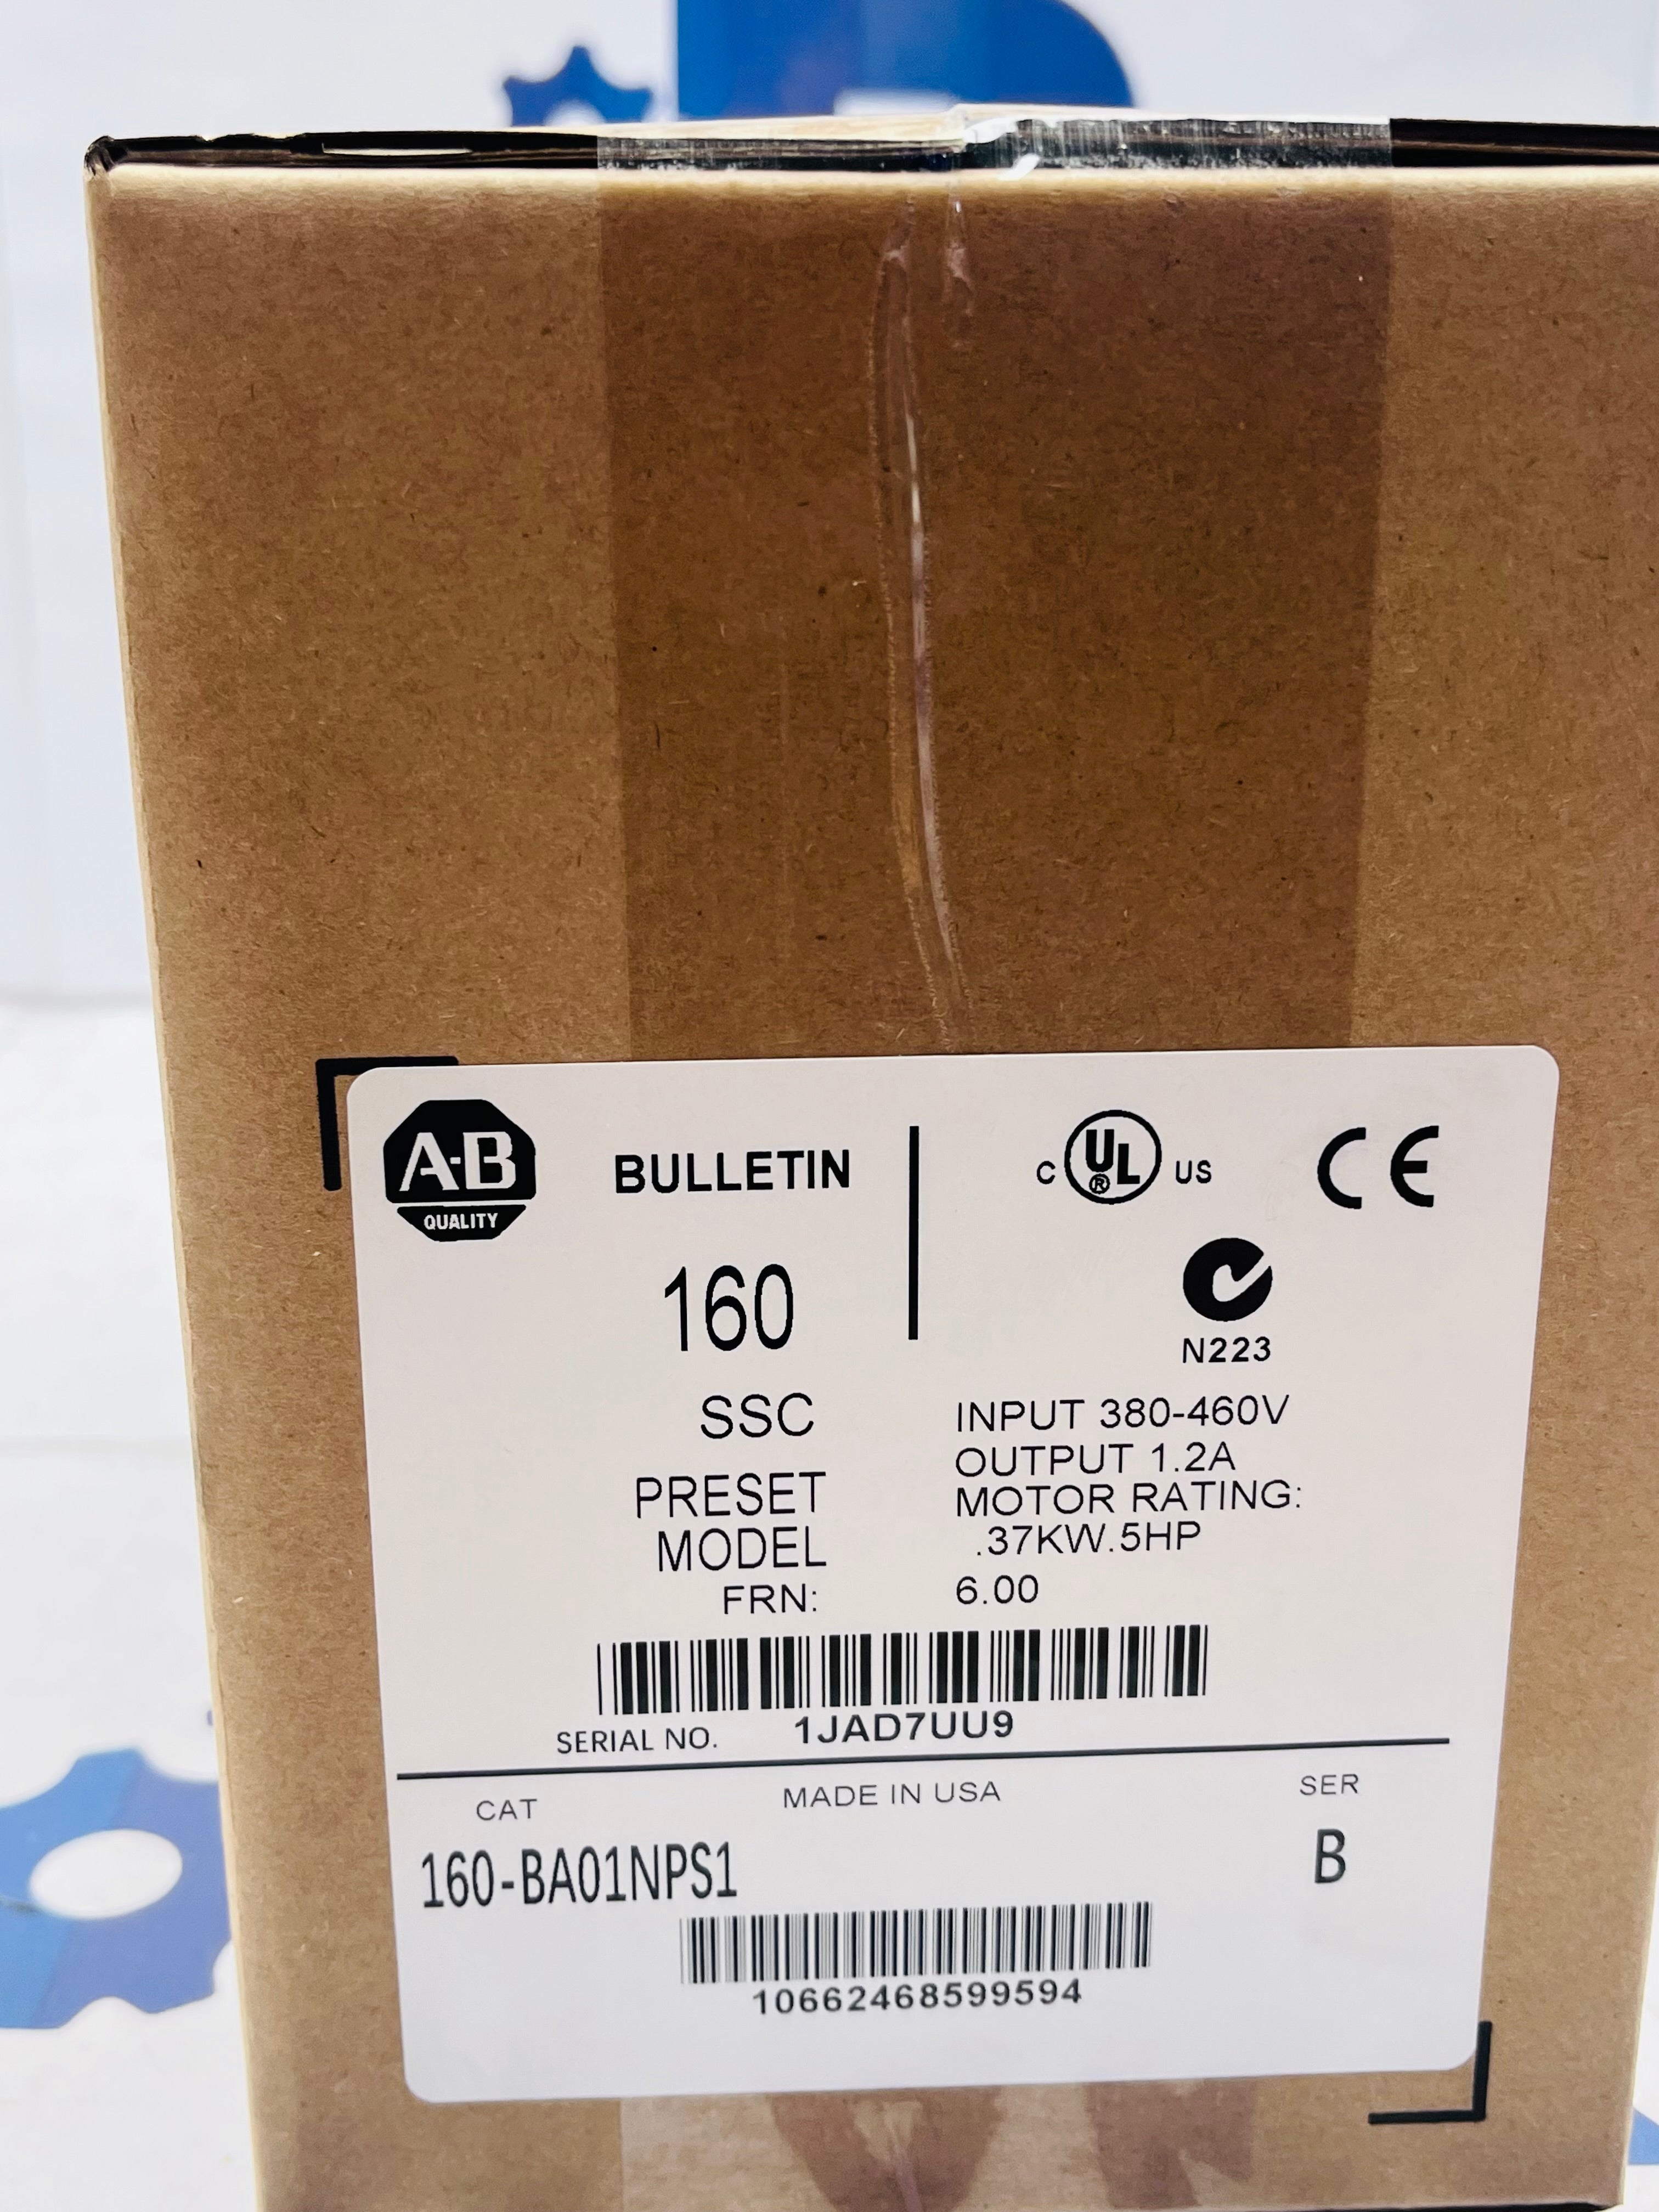 A-B
QUALITY
BULLETIN
160
C UL® US
CE
N223
SSC
PRESET
MODEL
INPUT 380-460V
OUTPUT 1.2A
MOTOR RATING:
.37KW.5HP
FRN: 6.00
SERIAL NO. 1JAD7UU9
CAT
MADE IN USA
SER
160-BA01NPS1
B
10662468599594